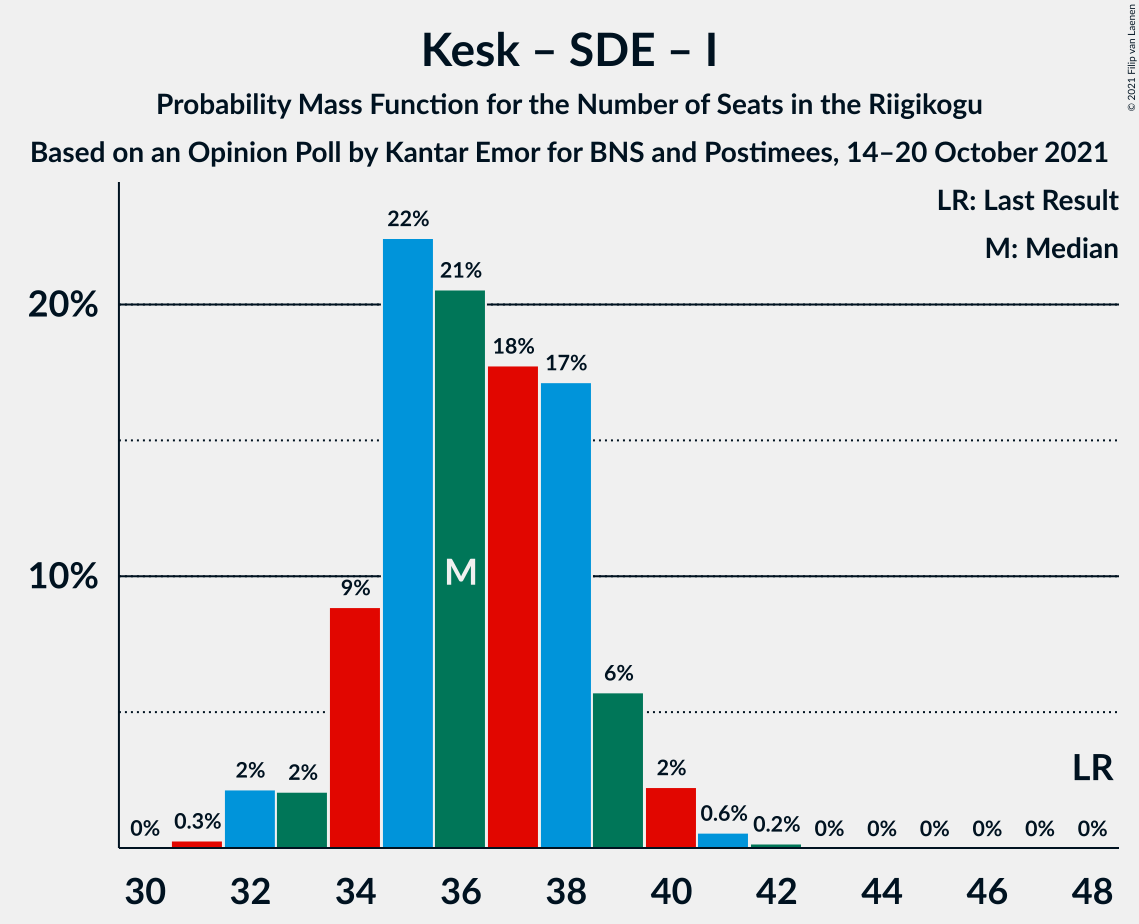 Kesk – SDE – I
Probability Mass Function for the Number of Seats in the Riigikogu
Based on an Opinion Poll by Kantar Emor for BNS and Postimees, 14–20 October 2021
© 2021 Filip van Laenen
LR: Last Result
M: Median
20%
10%
0%
0.3%
2%
2%
9%
22%
21%
18%
17%
6%
2%
0.6%
0.2%
0%
0%
0%
0%
0%
0%
M
LR
30 32 34 36 38 40 42 44 46 48